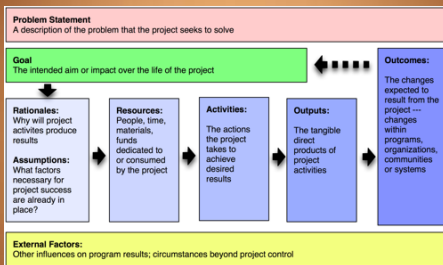 Problem Statement
A description of the problem that the project seeks to solve
Goal
The intended aim or impact over the life of the project
Rationales:
Why will project
activites produce
results
Assumptions:
What factors
necessary for
project success
are already in
place?
Resources:
People, time,
materials,
funds
dedicated to
or consumed by
the project
Activities:
The actions
the project
takes to
achieve
desired
results
Outputs:
The tangible
direct
products of
project
activities
Outcomes:
The changes
expected to
result from the
project ---
changes
within
programs,
organizations,
communities
or systems
External Factors:
Other influences on program results; circumstances beyond project control